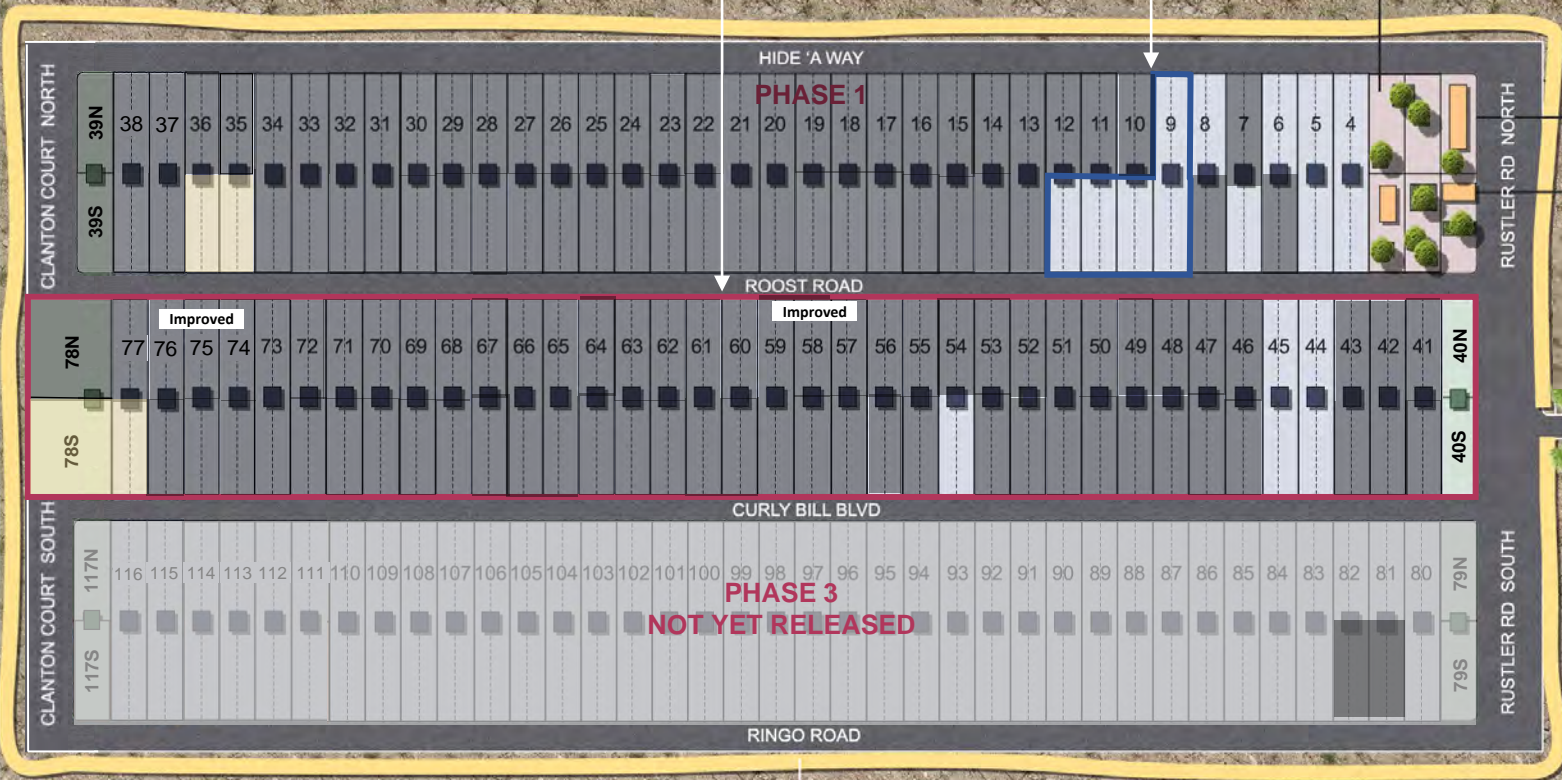 HIDE 'A WAY
PHASE 1
CLANTON COURT NORTH
39N
39S
38 37 36 35 34 33 32 31 30 29 28 27 26 25 24 23 22 21 20 19 18 17 16 15 14 13 12 11 10 9 8 7 6 5 4
RUSTLER RD NORTH
ROOST ROAD
Improved
Improved
78N
78S
77 76 75 74 73 72 71 70 69 68 67 66 65 64 63 62 61 60 59 58 57 56 55 54 53 52 51 50 49 48 47 46 45 44 43 42 41
40N
40S
CURLY BILL BLVD
CLANTON COURT SOUTH
117N
117S
116 115 114 113 112 111 110 109 108 107 106 105 104 103 102 101 100 99 98 97 96 95 94 93 92 91 90 89 88 87 86 85 84 83 82 81 80
PHASE 3
NOT YET RELEASED
79N
79S
RUSTLER RD SOUTH
RINGO ROAD